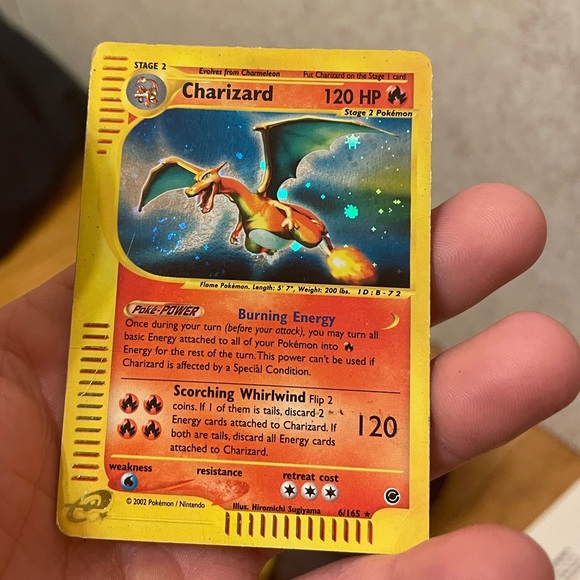 STAGE 2
Evolves from Charmeleon
Put Charizard on the Stage 1 card
Charizard
120 HP
Stage 2 Pokémon
Flame Pokémon. Length: 5' 7", Weight: 200 lbs. ID: B-72
Poké-POWER
Burning Energy
Once during your turn (before your attack), you may turn all
basic Energy attached to all of your Pokémon into
Energy for the rest of the turn. This power can't be used if
Charizard is affected by a Special Condition.
Scorching Whirlwind Flip 2
coins. If 1 of them is tails, discard 2
Energy cards attached to Charizard. If
both are tails, discard all Energy cards
attached to Charizard.
120
weakness
resistance
retreat cost
© 2002 Pokémon / Nintendo
Illus. Hiromichi Sugiyama
6/165 ★